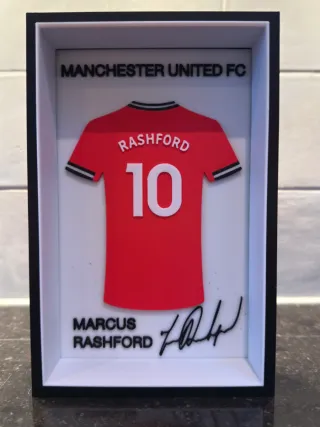 MANCHESTER UNITED FC
RASHFORD
10
MARCUS
RASHFORD